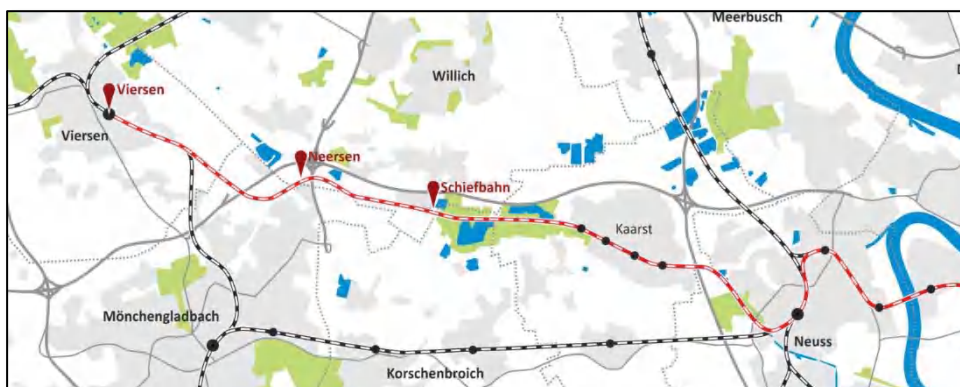 Meerbusch
Willich
Viersen
Viersen
Neersen
Schiefbahn
Kaarst
Mönchengladbach
Neuss
Korschenbroich
D